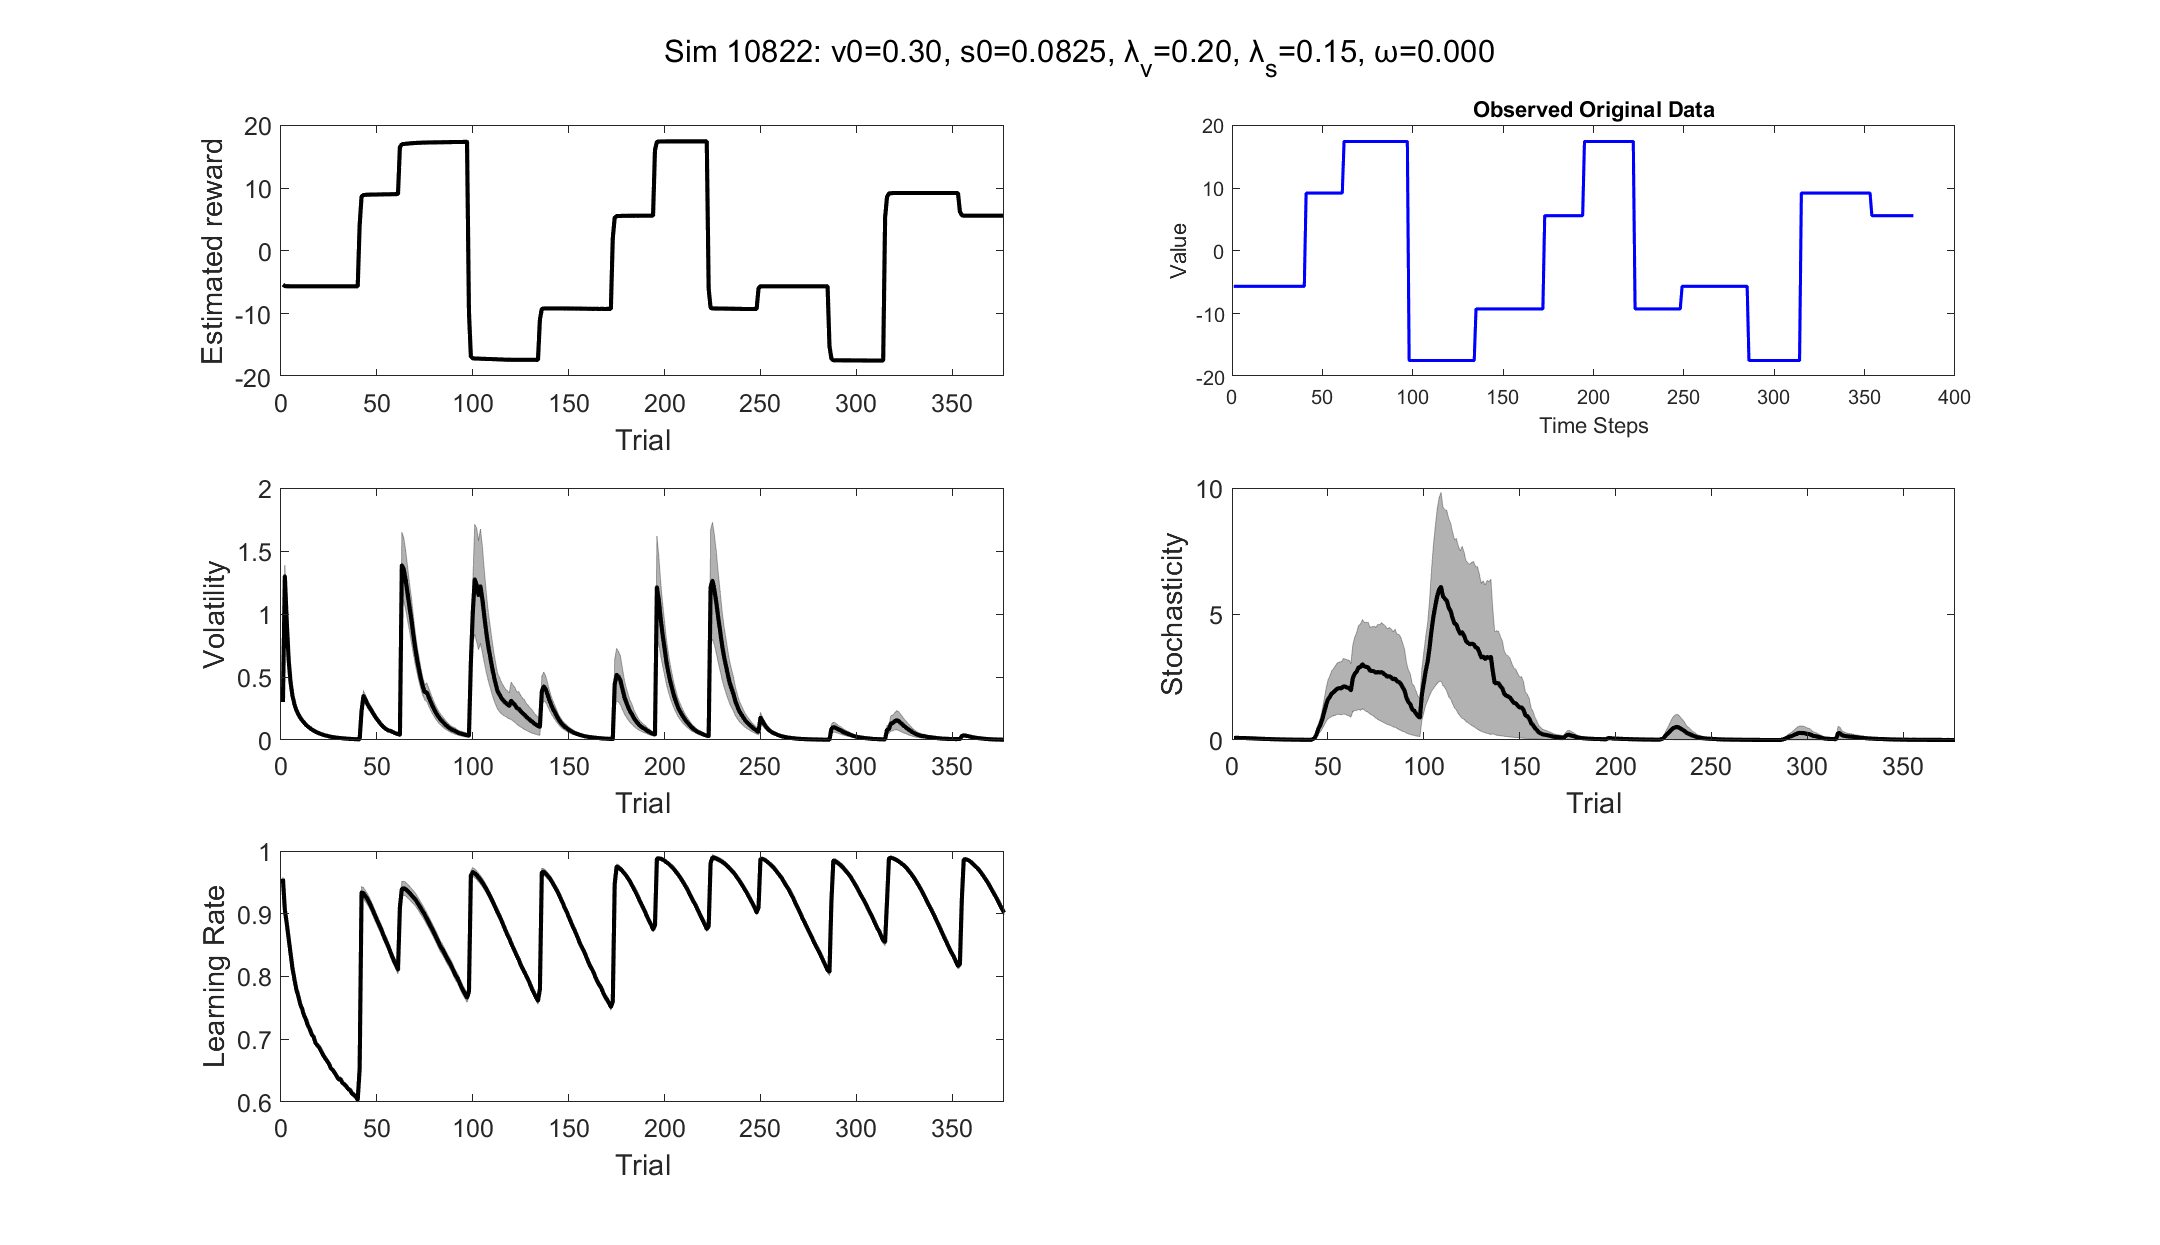 Sim 10822: v0=0.30, s0=0.0825, λv=0.20, λs=0.15, ω=0.000
20
10
0
-10
-20
Estimated reward
0 50 100 150 200 250 300 350
Trial
Observed Original Data
20
10
0
-10
-20
Value
0 50 100 150 200 250 300 350 400
Time Steps
2
1.5
1
0.5
0
Volatility
0 50 100 150 200 250 300 350
Trial
10
5
0
Stochasticity
0 50 100 150 200 250 300 350
Trial
1
0.9
0.8
0.7
0.6
Learning Rate
0 50 100 150 200 250 300 350
Trial